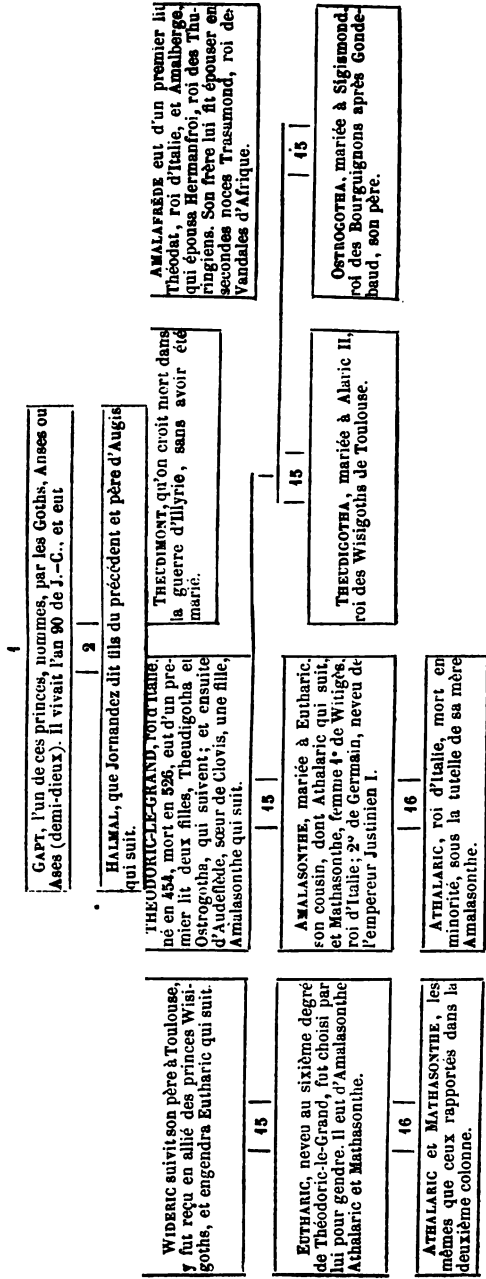 1
GAPT, l'un de ces princes, nommes, par les Goths, Anses ou
Ases (demi-dieux). Il vivait l'an 90 de J.-C., et eut
2
HALMAL, que Jornandez dit fils du précédent et père d'Augis
qui suit.
WIDERIC suivit son père à Toulouse,
y fut reçu en allié des princes Wisi-
goths, et engendra Eutharic qui suit.
THÉODORIC-LE-GRAND, roi d'Italie,
né en 454, mort en 526, eut d'un pre-
mier lit deux filles, Theudigotha et
Ostrogothe, qui suivent; et ensuite
d'Audeflède, sœur de Clovis, une fille,
Amalasonthe qui suit.
THEUDIMONT, qu'on croit mort dans
la guerre d'Illyrie, sans avoir été
marié.
AMALAFRÈDE eut d'un premier lit
Théodat, roi d'Italie, et Amalberge,
qui épousa Hermanfroi, roi des Thu-
ringiens. Son frère lui fit épouser en
secondes noces Trasumond, roi des
Vandales d'Afrique.
15
15
15
15
EUTHARIC, neveu au sixième degré
de Théodoric-le-Grand, fut choisi par
lui pour gendre. Il eut d'Amalasonthe
Athalaric et Mathasonthe.
AMALASONTHE, mariée à Eutharic.
son cousin, dont Athalaric qui suit,
et Mathasonthe, femme 1° de Witigès,
roi d'Italie; 2° de Germain, neveu de
l'empereur Justinien I.
THEUDIGOTHA, mariée à Alaric II,
roi des Wisigoths de Toulouse.
OSTROGOTHA, mariée à Sigismond,
roi des Bourguignons après Gonde-
baud, son père.
16
16
ATHALARIC et MATHASONTHE, les
mêmes que ceux rapportés dans la
deuxième colonne.
ATHALARIC, roi d'Italie, mort en
minorité, sous la tutelle de sa mère
Amalasonthe.